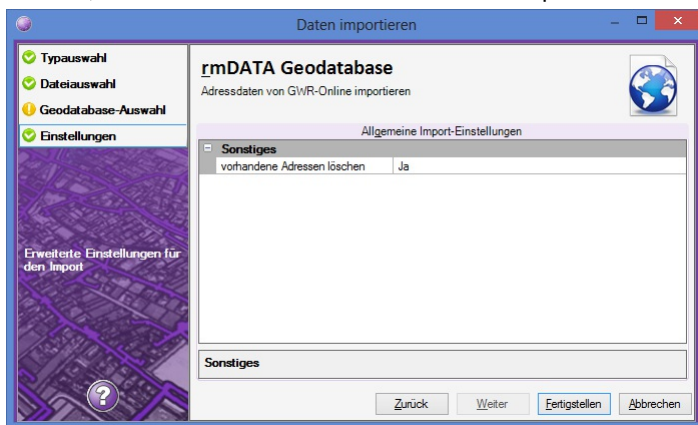 Daten importieren
Typauswahl
Dateiauswahl
Geodatabase-Auswahl
Einstellungen
Erweiterte Einstellungen für
den Import
rmDATA Geodatabase
Adressdaten von GWR-Online importieren
Allgemeine Import-Einstellungen
Sonstiges
vorhandene Adressen löschen Ja
Sonstiges
?
Zurück Weiter Fertigstellen Abbrechen